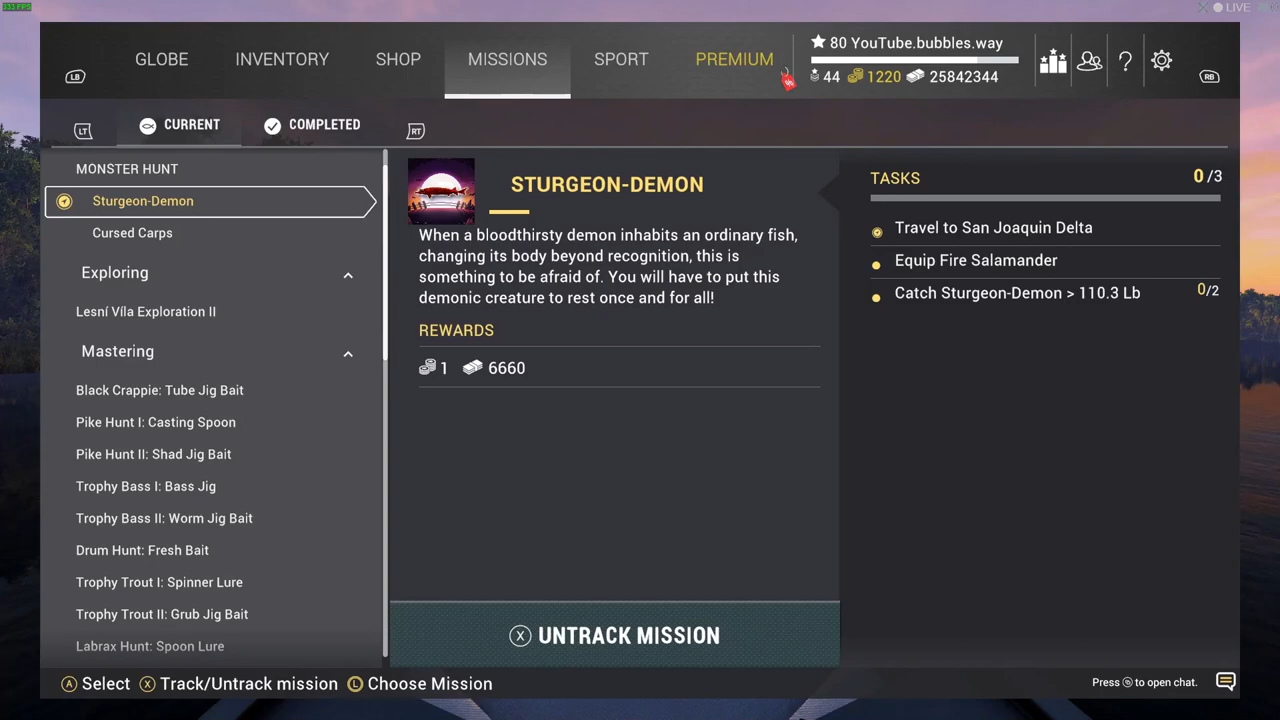 333 FPS
LIVE
LB
GLOBE
INVENTORY
SHOP
MISSIONS
SPORT
PREMIUM
80 YouTube.bubbles.way
44 1220 25842344
?
RB
LT
CURRENT
COMPLETED
RT
MONSTER HUNT
Sturgeon-Demon
Cursed Carps
Exploring
Lesní Víla Exploration II
Mastering
Black Crappie: Tube Jig Bait
Pike Hunt I: Casting Spoon
Pike Hunt II: Shad Jig Bait
Trophy Bass I: Bass Jig
Trophy Bass II: Worm Jig Bait
Drum Hunt: Fresh Bait
Trophy Trout I: Spinner Lure
Trophy Trout II: Grub Jig Bait
Labrax Hunt: Spoon Lure
STURGEON-DEMON
When a bloodthirsty demon inhabits an ordinary fish,
changing its body beyond recognition, this is
something to be afraid of. You will have to put this
demonic creature to rest once and for all!
REWARDS
1 6660
X UNTRACK MISSION
TASKS 0/3
Travel to San Joaquin Delta
Equip Fire Salamander
Catch Sturgeon-Demon > 110.3 Lb 0/2
A Select X Track/Untrack mission L Choose Mission
Press to open chat.